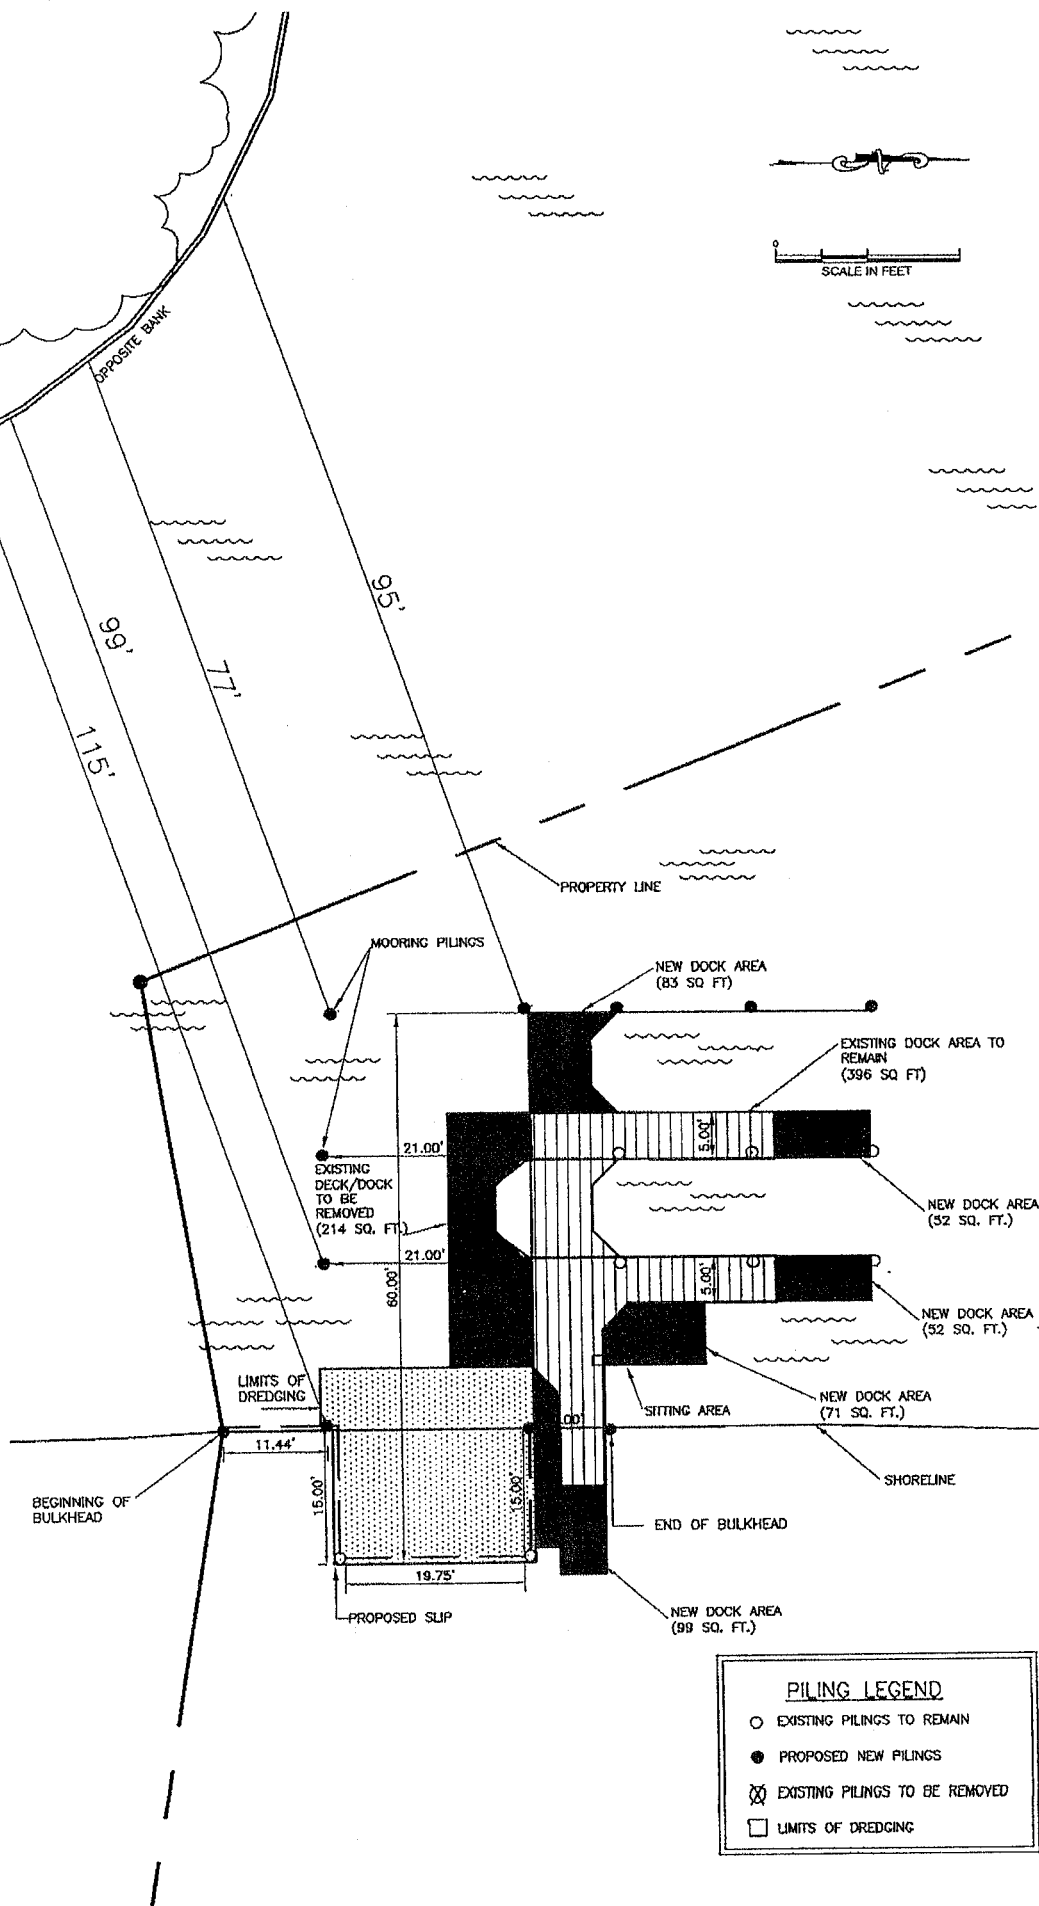 0
SCALE IN FEET
OPPOSITE BANK
95'
99'
77'
115'
PROPERTY LINE
MOORING PILINGS
NEW DOCK AREA
(83 SQ FT)
EXISTING DOCK AREA TO
REMAIN
(396 SQ FT)
5.00'
21.00'
EXISTING
DECK/DOCK
TO BE
REMOVED
(214 SQ. FT.)
NEW DOCK AREA
(52 SQ. FT.)
21.00'
60.00'
5.00'
NEW DOCK AREA
(52 SQ. FT.)
LIMITS OF
DREDGING
NEW DOCK AREA
(71 SQ. FT.)
SITTING AREA
.00'
11.44'
SHORELINE
15.00'
15.00'
BEGINNING OF
BULKHEAD
END OF BULKHEAD
19.75'
PROPOSED SLIP
NEW DOCK AREA
(99 SQ. FT.)
PILING LEGEND
EXISTING PILINGS TO REMAIN
PROPOSED NEW PILINGS
EXISTING PILINGS TO BE REMOVED
LIMITS OF DREDGING